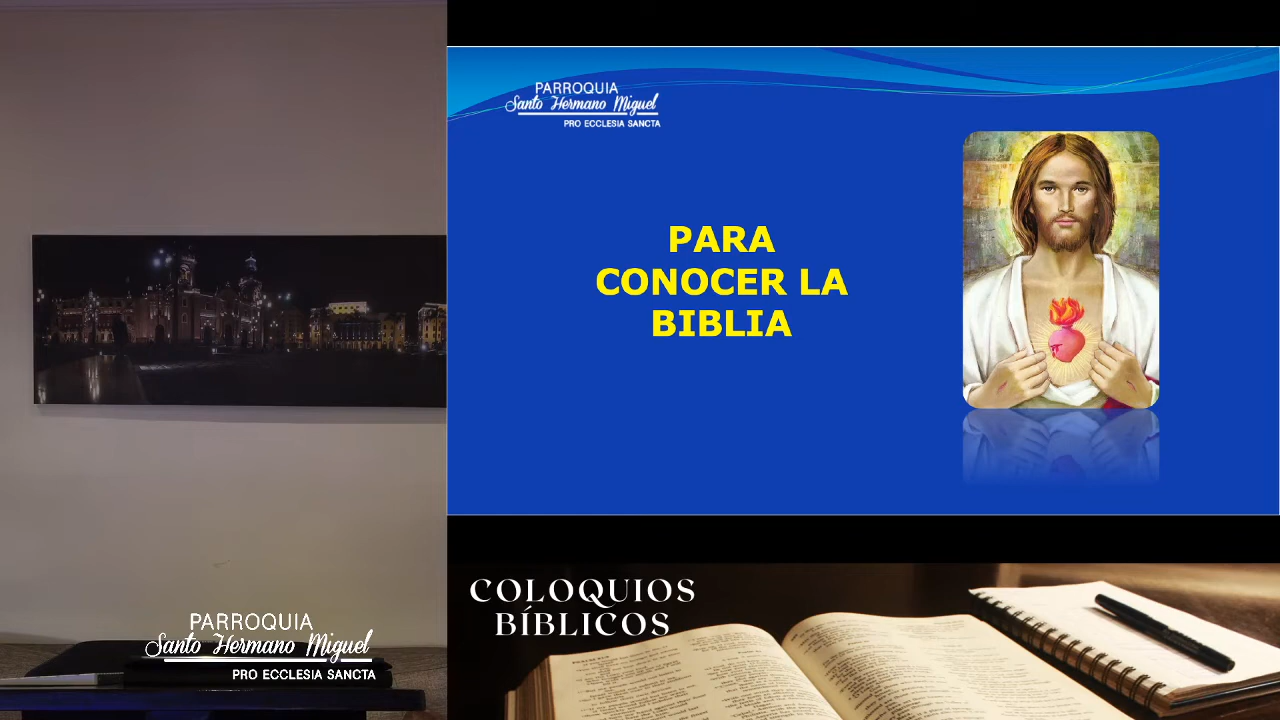 PARROQUIA
Santo Hermano Miguel
PRO ECCLESIA SANCTA
PARA
CONOCER LA
BIBLIA
PARROQUIA
Santo Hermano Miguel
PRO ECCLESIA SANCTA
COLOQUIOS
BÍBLICOS